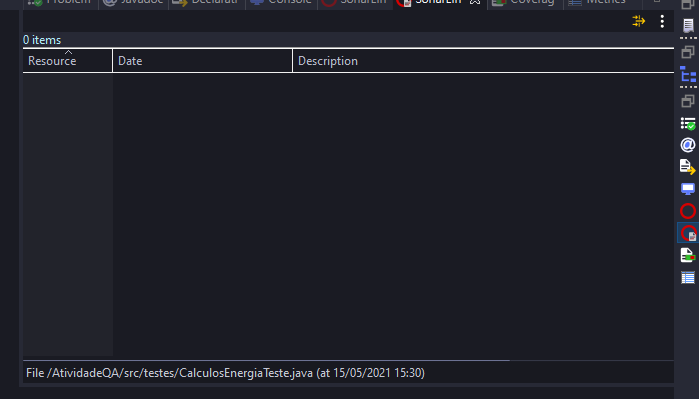 Problem Javadoc Declarati Console SonarLin SonarLin Coverag Metrics
0 items
Resource Date Description
File /AtividadeQA/src/testes/CalculosEnergiaTeste.java (at 15/05/2021 15:30)